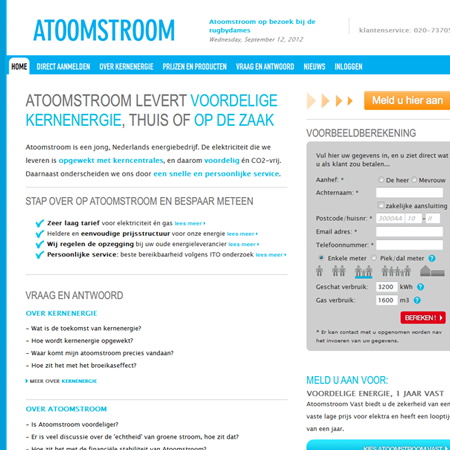 ATOOMSTROOM
Atoomstroom op bezoek bij de
rugbydames
Wednesday, September 12, 2012
klantenservice: 020-7370
HOME DIRECT AANMELDEN OVER KERNENERGIE PRIJZEN EN PRODUCTEN VRAAG EN ANTWOORD NIEUWS INLOGGEN
ATOOMSTROOM LEVERT VOORDELIGE
KERNENERGIE, THUIS OF OP DE ZAAK
Atoomstroom is een jong, Nederlands energiebedrijf. De elektriciteit die we
leveren is opgewekt met kerncentrales, en daarom voordelig én CO2-vrij.
Daarnaast onderscheiden we ons door een snelle en persoonlijke service.
STAP OVER OP ATOOMSTROOM EN BESPAAR METEEN
Zeer laag tarief voor elektriciteit én gas lees meer
Heldere en eenvoudige prijsstructuur voor onze energie lees meer
Wij regelen de opzegging bij uw oude energieleverancier lees meer
Persoonlijke service: beste bereikbaarheid volgens ITO onderzoek lees meer
VRAAG EN ANTWOORD
OVER KERNENERGIE
- Wat is de toekomst van kernenergie?
- Hoe wordt kernenergie opgewekt?
- Waar komt mijn atoomstroom precies vandaan?
- Hoe zit het met het broeikaseffect?
MEER OVER KERNENERGIE
OVER ATOOMSTROOM
- Is Atoomstroom voordeliger?
- Er is veel discussie over de 'echtheid' van groene stroom, hoe zit dat?
- Hoe zit het met de financiële stabiliteit van Atoomstroom?
Meld u hier aan
VOORBEELDBEREKENING
Vul hier uw gegevens in, en u ziet direct wat
u als klant zou betalen...
Aanhef: * De heer Mevrouw
Achternaam: *
zakelijke aansluiting
Postcode/huisnr: * 1000AA 10 - B
Email adres: *
Telefoonnummer: *
Enkele meter Piek/dal meter ?
Geschat verbruik: 3200 kWh ?
Gas verbruik: 1600 m3 ?
BEREKEN !
* Er kan contact met u opgenomen worden nav
het invoeren van uw gegevens.
MELD U AAN VOOR:
VOORDELIGE ENERGIE, 1 JAAR VAST
Atoomstroom Vast biedt u de zekerheid van een
vaste lage prijs voor elektra en heeft een looptij
van een jaar.
KIES ATOOMSTROOM VAST